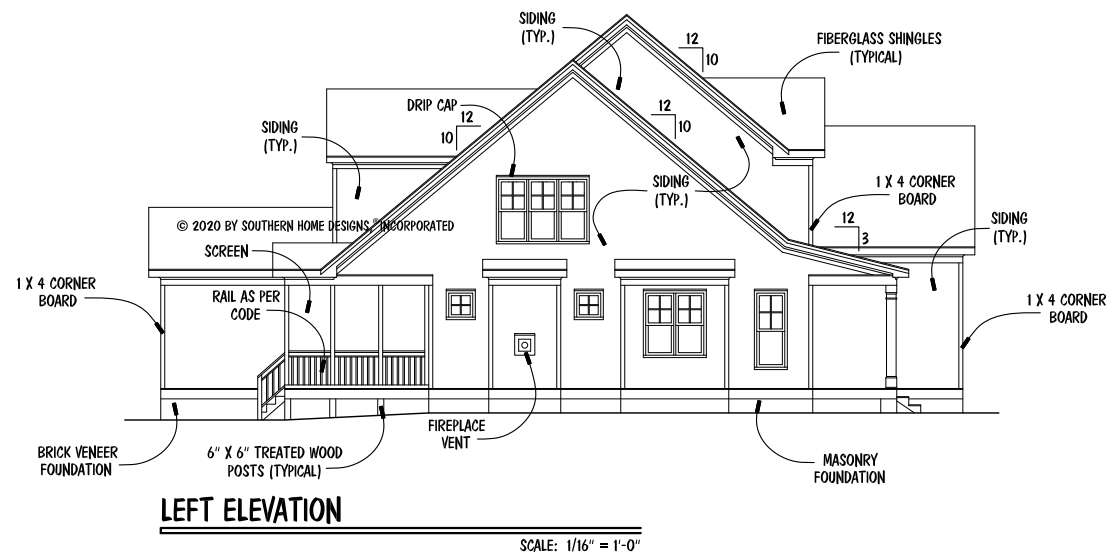 SIDING
(TYP.)
12
10
FIBERGLASS SHINGLES
(TYPICAL)
DRIP CAP
12
10
12
10
SIDING
(TYP.)
SIDING
(TYP.)
1 X 4 CORNER
BOARD
© 2020 BY SOUTHERN HOME DESIGNS, INCORPORATED
12
3
SIDING
(TYP.)
SCREEN
1 X 4 CORNER
BOARD
RAIL AS PER
CODE
1 X 4 CORNER
BOARD
BRICK VENEER
FOUNDATION
6" X 6" TREATED WOOD
POSTS (TYPICAL)
FIREPLACE
VENT
MASONRY
FOUNDATION
LEFT ELEVATION
SCALE: 1/16" = 1'-0"